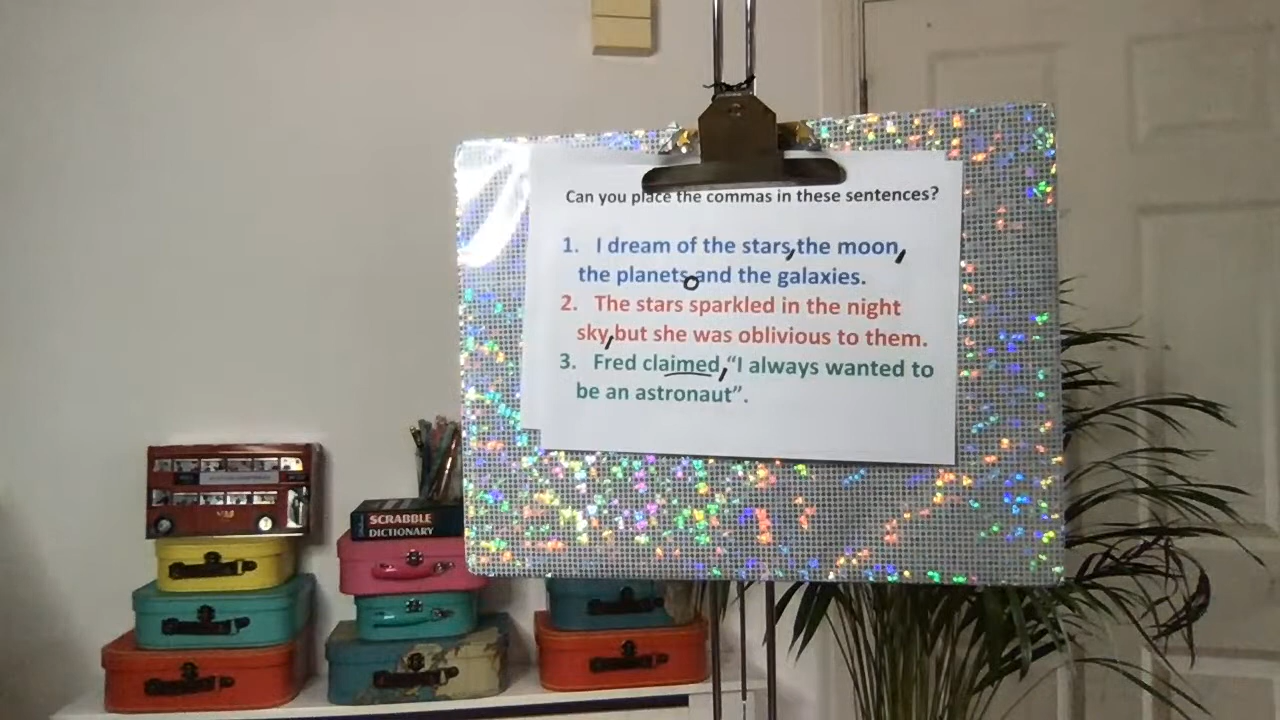 Can you place the commas in these sentences?
1. I dream of the stars, the moon,
the planets and the galaxies.
2. The stars sparkled in the night
sky, but she was oblivious to them.
3. Fred claimed, “I always wanted to
be an astronaut”.
SCRABBLE
DICTIONARY